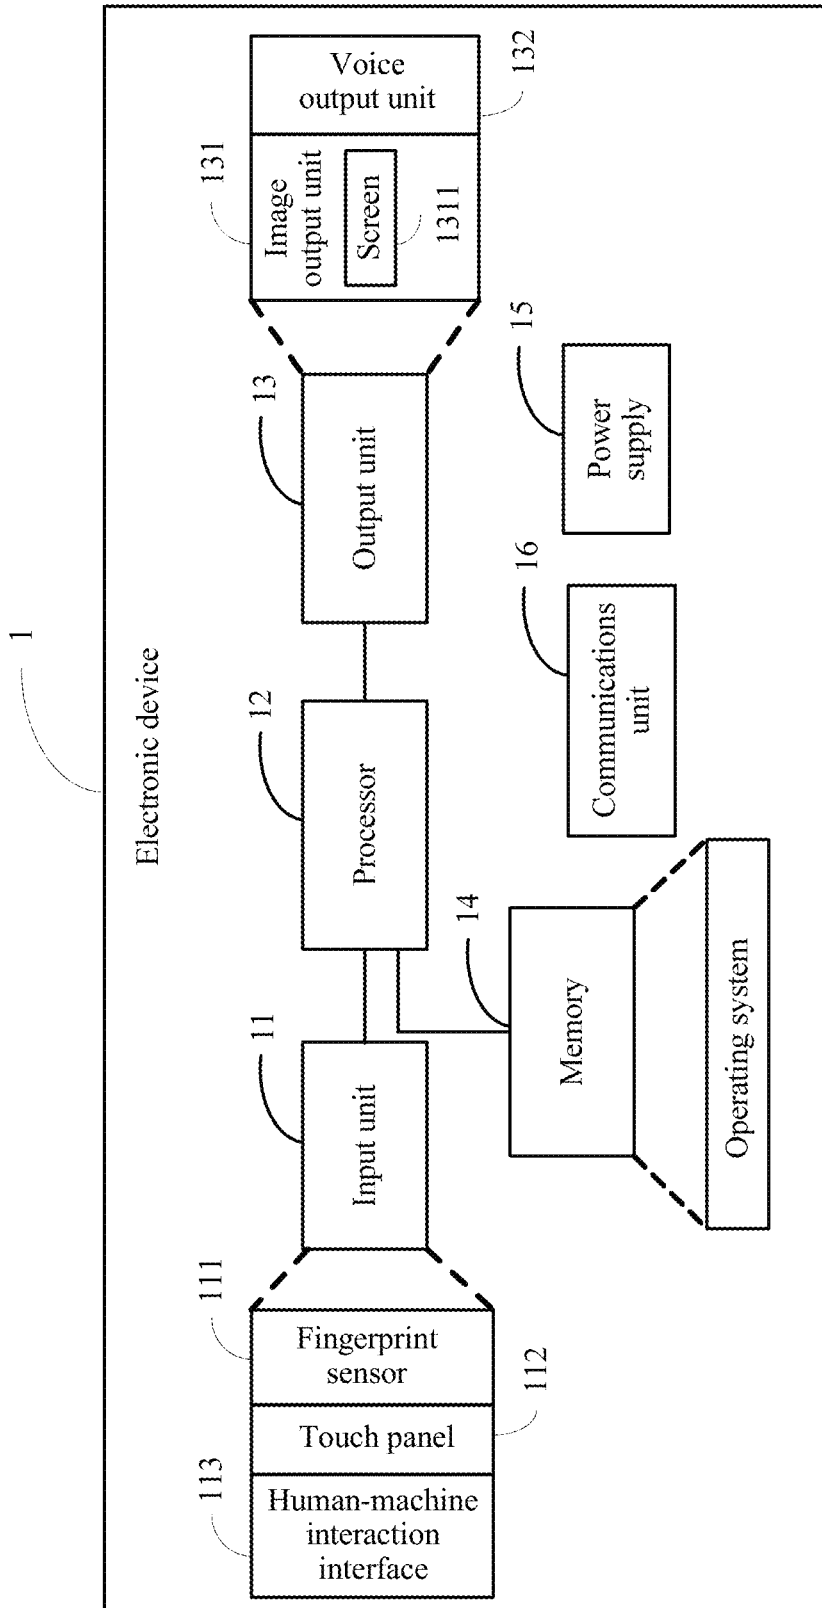 1
Electronic device
113
Human-machine
interaction
interface
Touch panel
112
111
Fingerprint
sensor
11
Input unit
12
Processor
13
Output unit
131
Image
output unit
Screen
1311
Voice
output unit
132
14
Memory
Operating system
16
Communications
unit
15
Power
supply